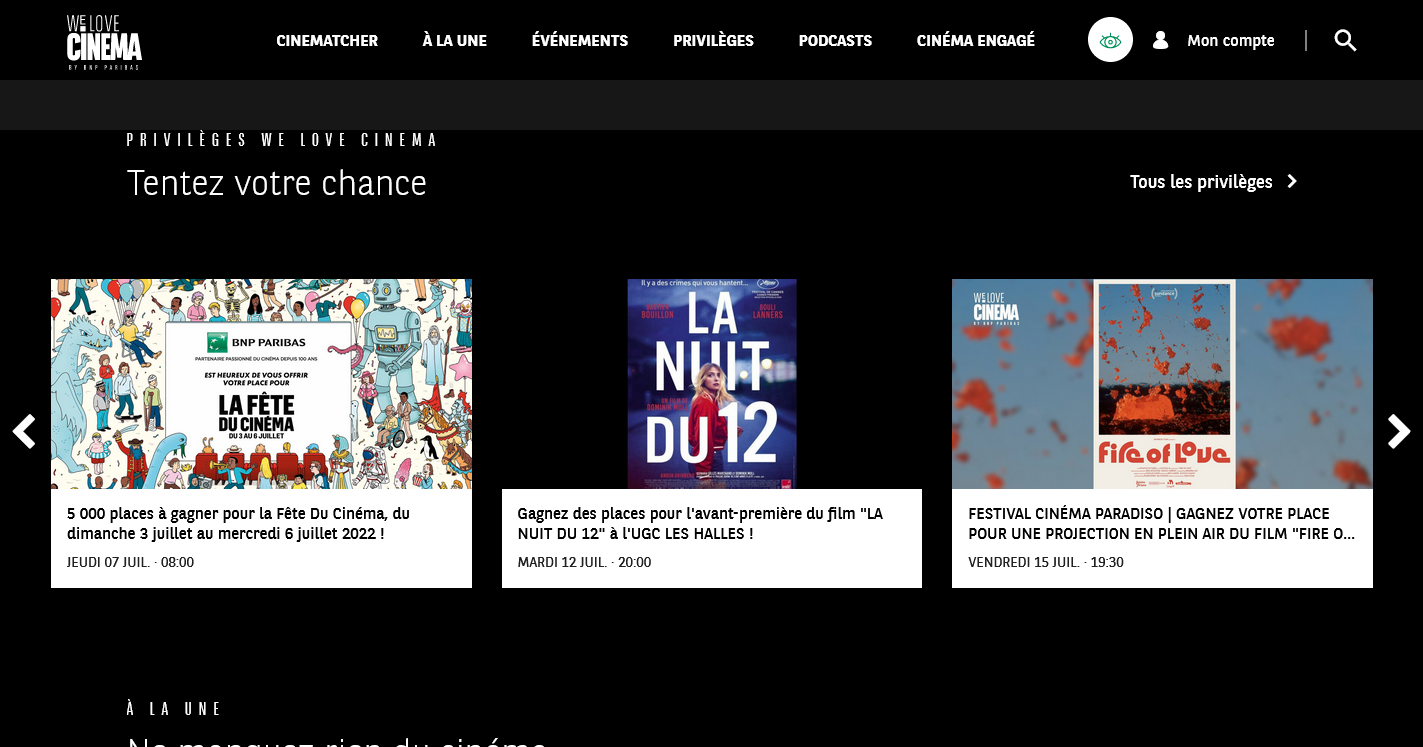 WE LOVE
CINEMA
BY BNP PARIBAS
CINEMATCHER
À LA UNE
ÉVÉNEMENTS
PRIVILÈGES
PODCASTS
CINÉMA ENGAGÉ
Mon compte
PRIVILÈGES WE LOVE CINEMA
Tentez votre chance
Tous les privilèges
BNP PARIBAS
PARTENAIRE PASSIONNÉ DU CINÉMA DEPUIS 100 ANS
EST HEUREUX DE VOUS OFFRIR
VOTRE PLACE POUR
LA FÊTE
DU CINÉMA
DU 3 AU 6 JUILLET
5 000 places à gagner pour la Fête Du Cinéma, du
dimanche 3 juillet au mercredi 6 juillet 2022 !
JEUDI 07 JUIL. · 08:00
Il y a des crimes qui vous hantent...
BOUILLON
BOULI
LANNERS
LA
NUIT
UN FILM DE
DU 12
Gagnez des places pour l'avant-première du film "LA
NUIT DU 12" à l'UGC LES HALLES !
MARDI 12 JUIL. · 20:00
WE LOVE
CINEMA
BY BNP PARIBAS
sundance
Fire of Love
FESTIVAL CINÉMA PARADISO | GAGNEZ VOTRE PLACE
POUR UNE PROJECTION EN PLEIN AIR DU FILM "FIRE O...
VENDREDI 15 JUIL. · 19:30
À LA UNE
Ne manquez rien du cinéma